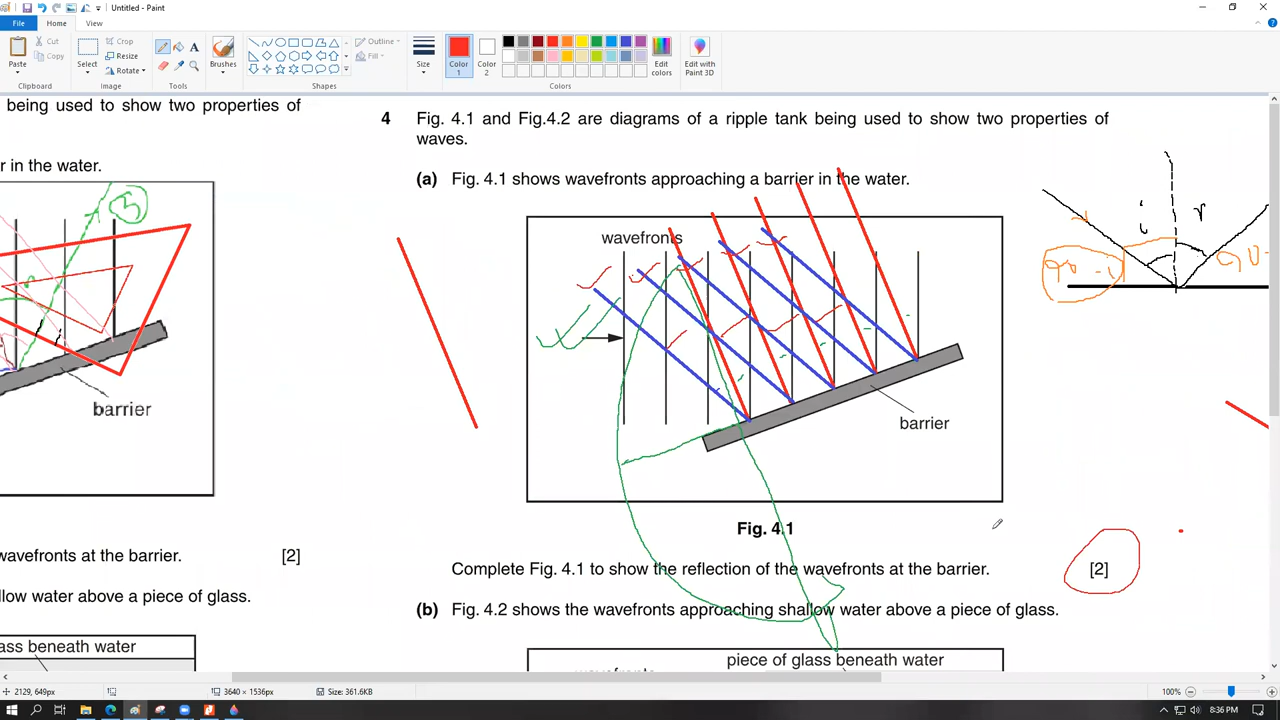 Untitled - Paint
File
Home
View
Paste
Cut
Copy
Select
Crop
Resize
Rotate
Brushes
Outline
Fill
Size
Color 1
Color 2
Edit colors
Edit with Paint 3D
Clipboard
Image
Tools
Shapes
Colors
being used to show two properties of
r in the water.
3
barrier
wavefronts at the barrier. [2]
low water above a piece of glass.
ass beneath water
4 Fig. 4.1 and Fig.4.2 are diagrams of a ripple tank being used to show two properties of
waves.
(a) Fig. 4.1 shows wavefronts approaching a barrier in the water.
wavefronts
barrier
i
r
90 - i
90-
Fig. 4.1
Complete Fig. 4.1 to show the reflection of the wavefronts at the barrier. [2]
(b) Fig. 4.2 shows the wavefronts approaching shallow water above a piece of glass.
piece of glass beneath water
2129, 649px
3640 × 1536px
Size: 361.6KB
100%
8:36 PM